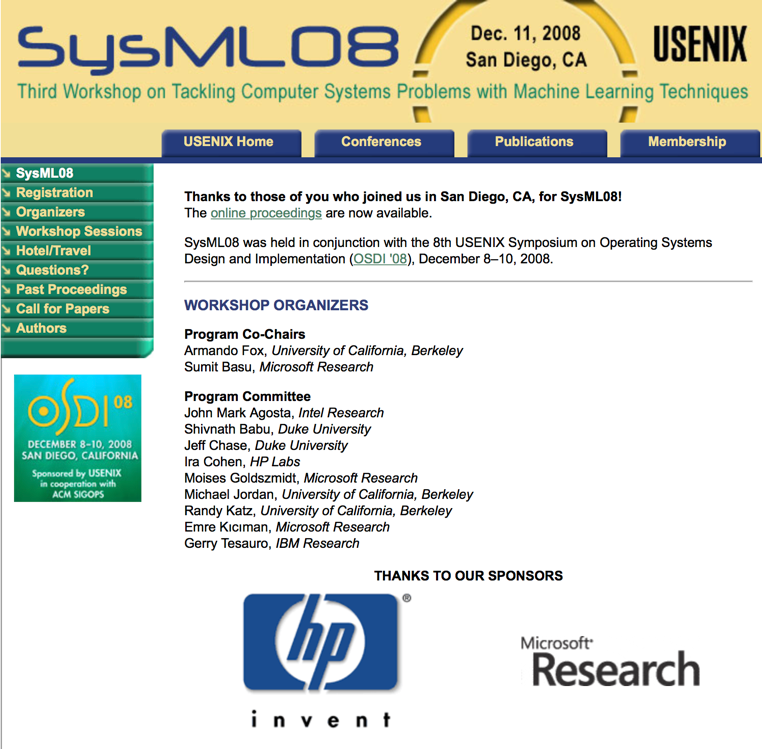 SysML08
Dec. 11, 2008
San Diego, CA
USENIX
Third Workshop on Tackling Computer Systems Problems with Machine Learning Techniques
USENIX Home
Conferences
Publications
Membership
SysML08
Registration
Organizers
Workshop Sessions
Hotel/Travel
Questions?
Past Proceedings
Call for Papers
Authors
OSDI 08
DECEMBER 8–10, 2008
SAN DIEGO, CALIFORNIA
Sponsored by USENIX
in cooperation with
ACM SIGOPS
Thanks to those of you who joined us in San Diego, CA, for SysML08!
The online proceedings are now available.
SysML08 was held in conjunction with the 8th USENIX Symposium on Operating Systems
Design and Implementation (OSDI '08), December 8–10, 2008.
WORKSHOP ORGANIZERS
Program Co-Chairs
Armando Fox, University of California, Berkeley
Sumit Basu, Microsoft Research
Program Committee
John Mark Agosta, Intel Research
Shivnath Babu, Duke University
Jeff Chase, Duke University
Ira Cohen, HP Labs
Moises Goldszmidt, Microsoft Research
Michael Jordan, University of California, Berkeley
Randy Katz, University of California, Berkeley
Emre Kıcıman, Microsoft Research
Gerry Tesauro, IBM Research
THANKS TO OUR SPONSORS
hp®
invent
Microsoft®
Research